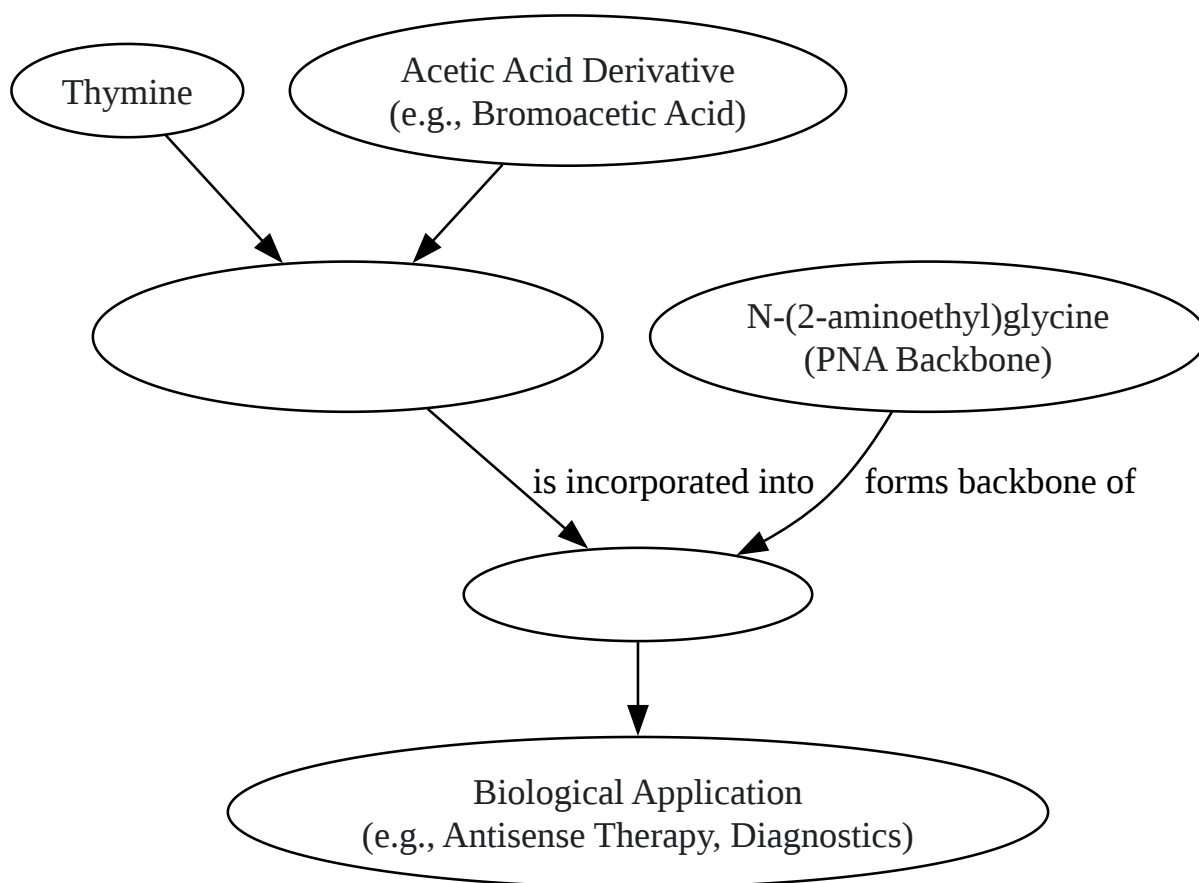 Thymine
Acetic Acid Derivative
(e.g., Bromoacetic Acid)
N-(2-aminoethyl)glycine
(PNA Backbone)
is incorporated into
forms backbone of
Biological Application
(e.g., Antisense Therapy, Diagnostics)